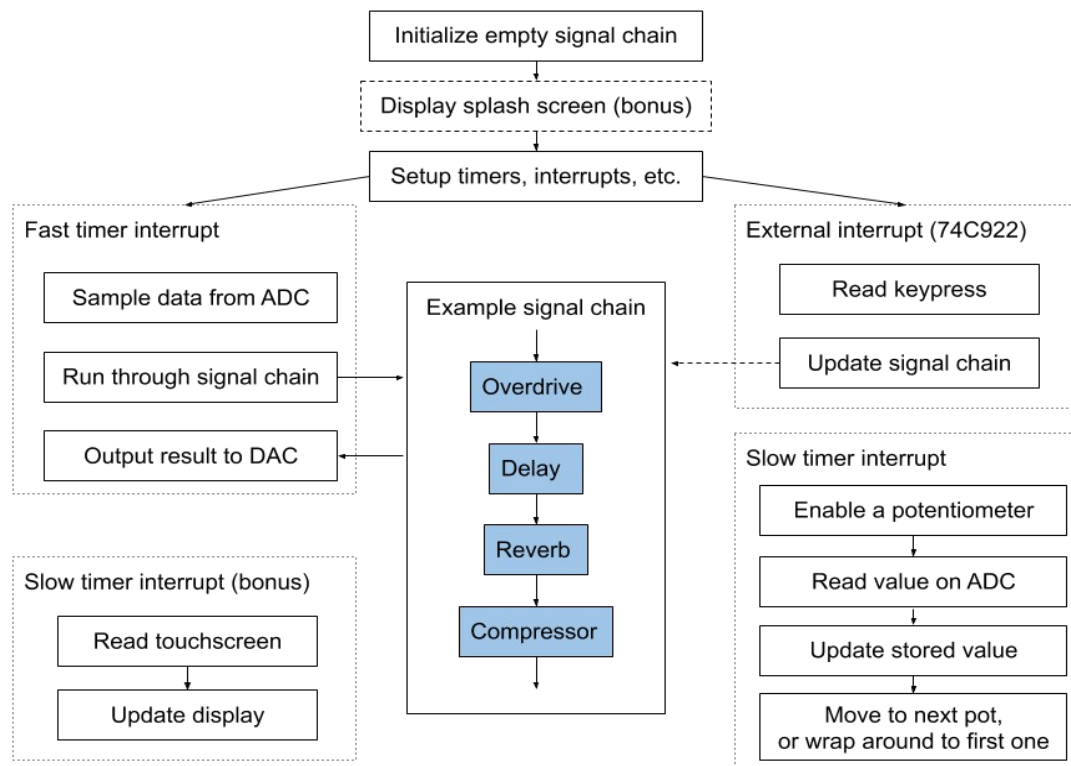 Initialize empty signal chain
Display splash screen (bonus)
Setup timers, interrupts, etc.
Fast timer interrupt
Sample data from ADC
Run through signal chain
Output result to DAC
Slow timer interrupt (bonus)
Read touchscreen
Update display
Example signal chain
Overdrive
Delay
Reverb
Compressor
External interrupt (74C922)
Read keypress
Update signal chain
Slow timer interrupt
Enable a potentiometer
Read value on ADC
Update stored value
Move to next pot,
or wrap around to first one